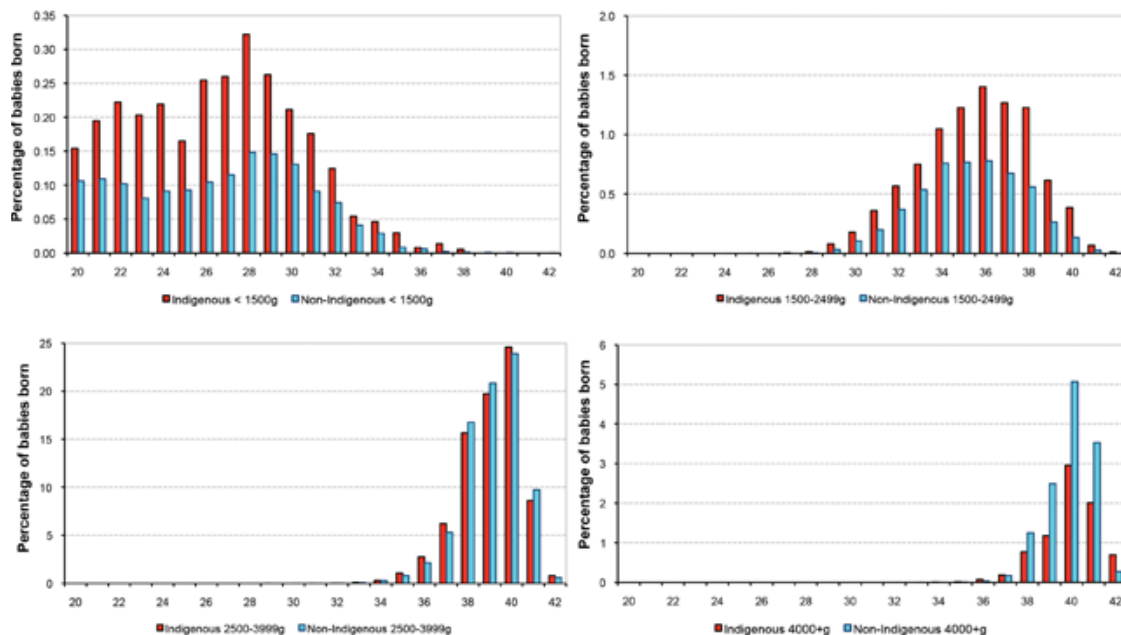 Percentage of babies born
0.35
0.30
0.25
0.20
0.15
0.10
0.05
0.00
20 22 24 26 28 30 32 34 36 38 40 42
Indigenous < 1500g Non-Indigenous < 1500g
Percentage of babies born
2.0
1.5
1.0
0.5
0.0
20 22 24 26 28 30 32 34 36 38 40 42
Indigenous 1500-2499g Non-Indigenous 1500-2499g
Percentage of babies born
25
20
15
10
5
0
20 22 24 26 28 30 32 34 36 38 40 42
Indigenous 2500-3999g Non-Indigenous 2500-3999g
Percentage of babies born
6
5
4
3
2
1
0
20 22 24 26 28 30 32 34 36 38 40 42
Indigenous 4000+g Non-Indigenous 4000+g